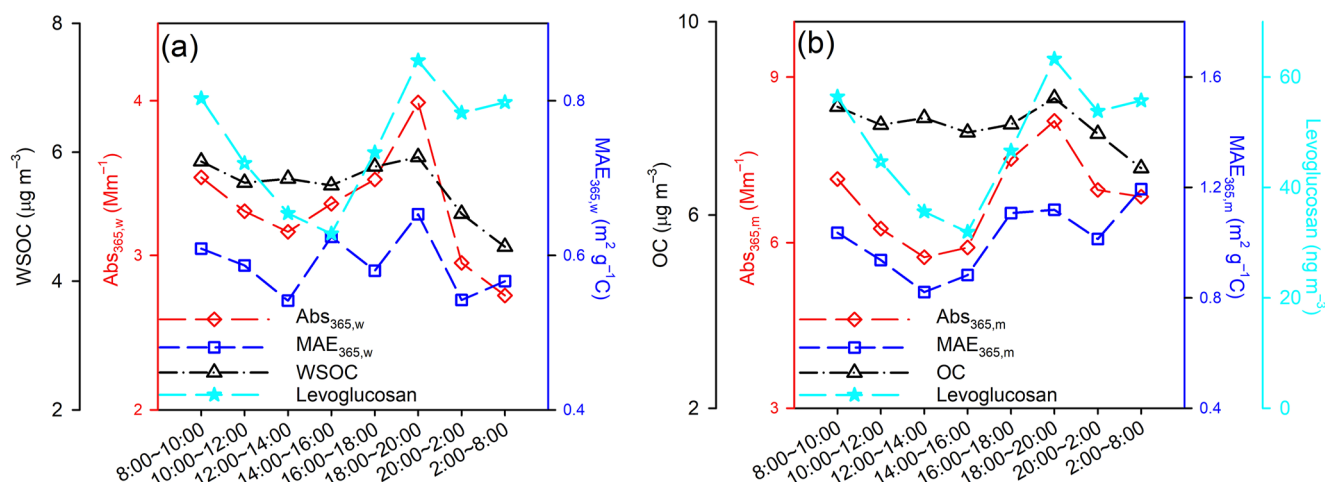 (a)
WSOC (μg m⁻³)
8
6
4
2
Abs365,w (Mm⁻¹)
4
3
2
MAE365,w (m² g⁻¹C)
0.8
0.6
0.4
Abs365,w
MAE365,w
WSOC
Levoglucosan
8:00~10:00
10:00~12:00
12:00~14:00
14:00~16:00
16:00~18:00
18:00~20:00
20:00~2:00
2:00~8:00
(b)
OC (μg m⁻³)
10
6
2
Abs365,m (Mm⁻¹)
9
6
3
MAE365,m (m² g⁻¹C)
1.6
1.2
0.8
0.4
Levoglucosan (ng m⁻³)
60
40
20
0
Abs365,m
MAE365,m
OC
Levoglucosan
8:00~10:00
10:00~12:00
12:00~14:00
14:00~16:00
16:00~18:00
18:00~20:00
20:00~2:00
2:00~8:00